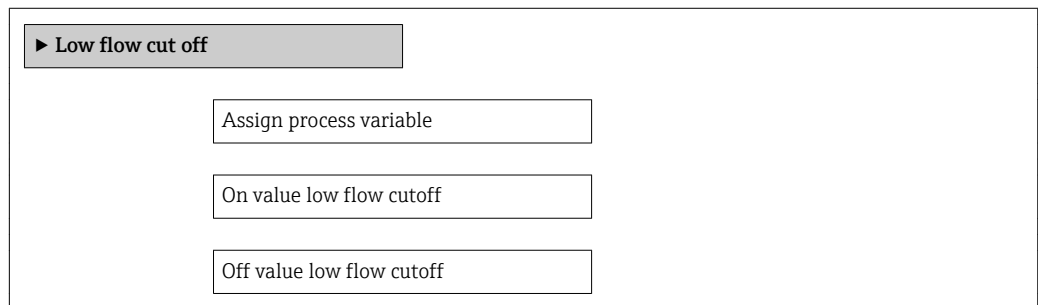 ▶ Low flow cut off
Assign process variable
On value low flow cutoff
Off value low flow cutoff